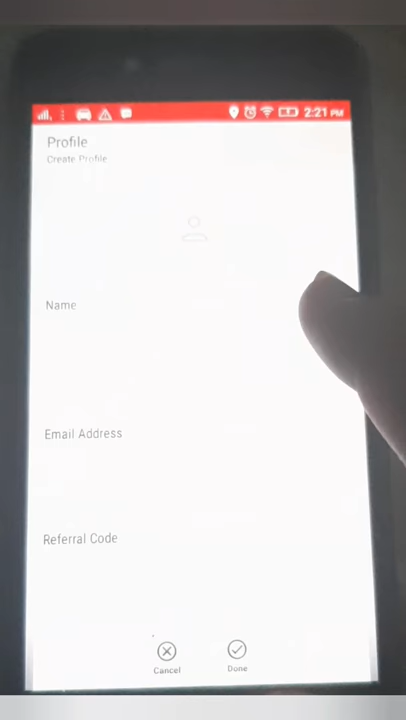 2:21 PM
Profile
Create Profile
Name
Email Address
Referral Code
Cancel Done